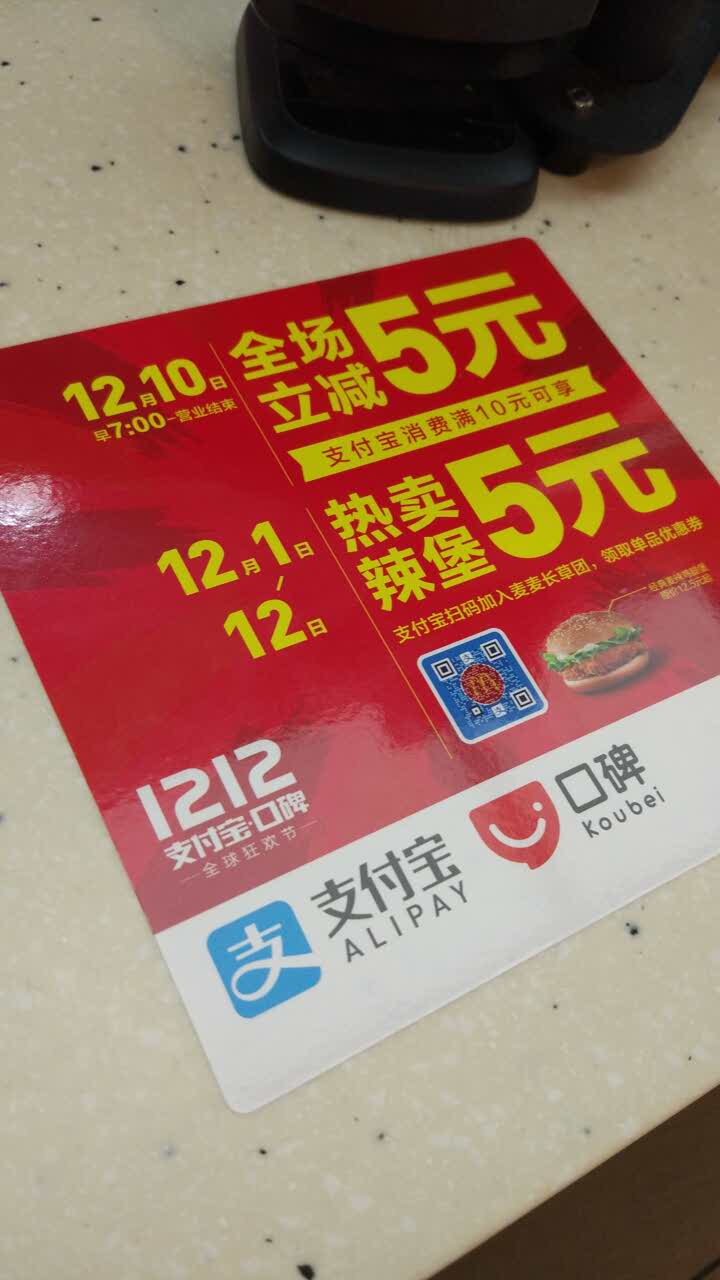 12月10日
早7:00-营业结束
全场
立减5元
支付宝消费满10元可享
12月1日
/
12日
热卖
辣堡5元
支付宝扫码加入麦麦长草团，领取单品优惠券
1212
支付宝·口碑
全球狂欢节
支付宝
ALIPAY
口碑
Koubei
支